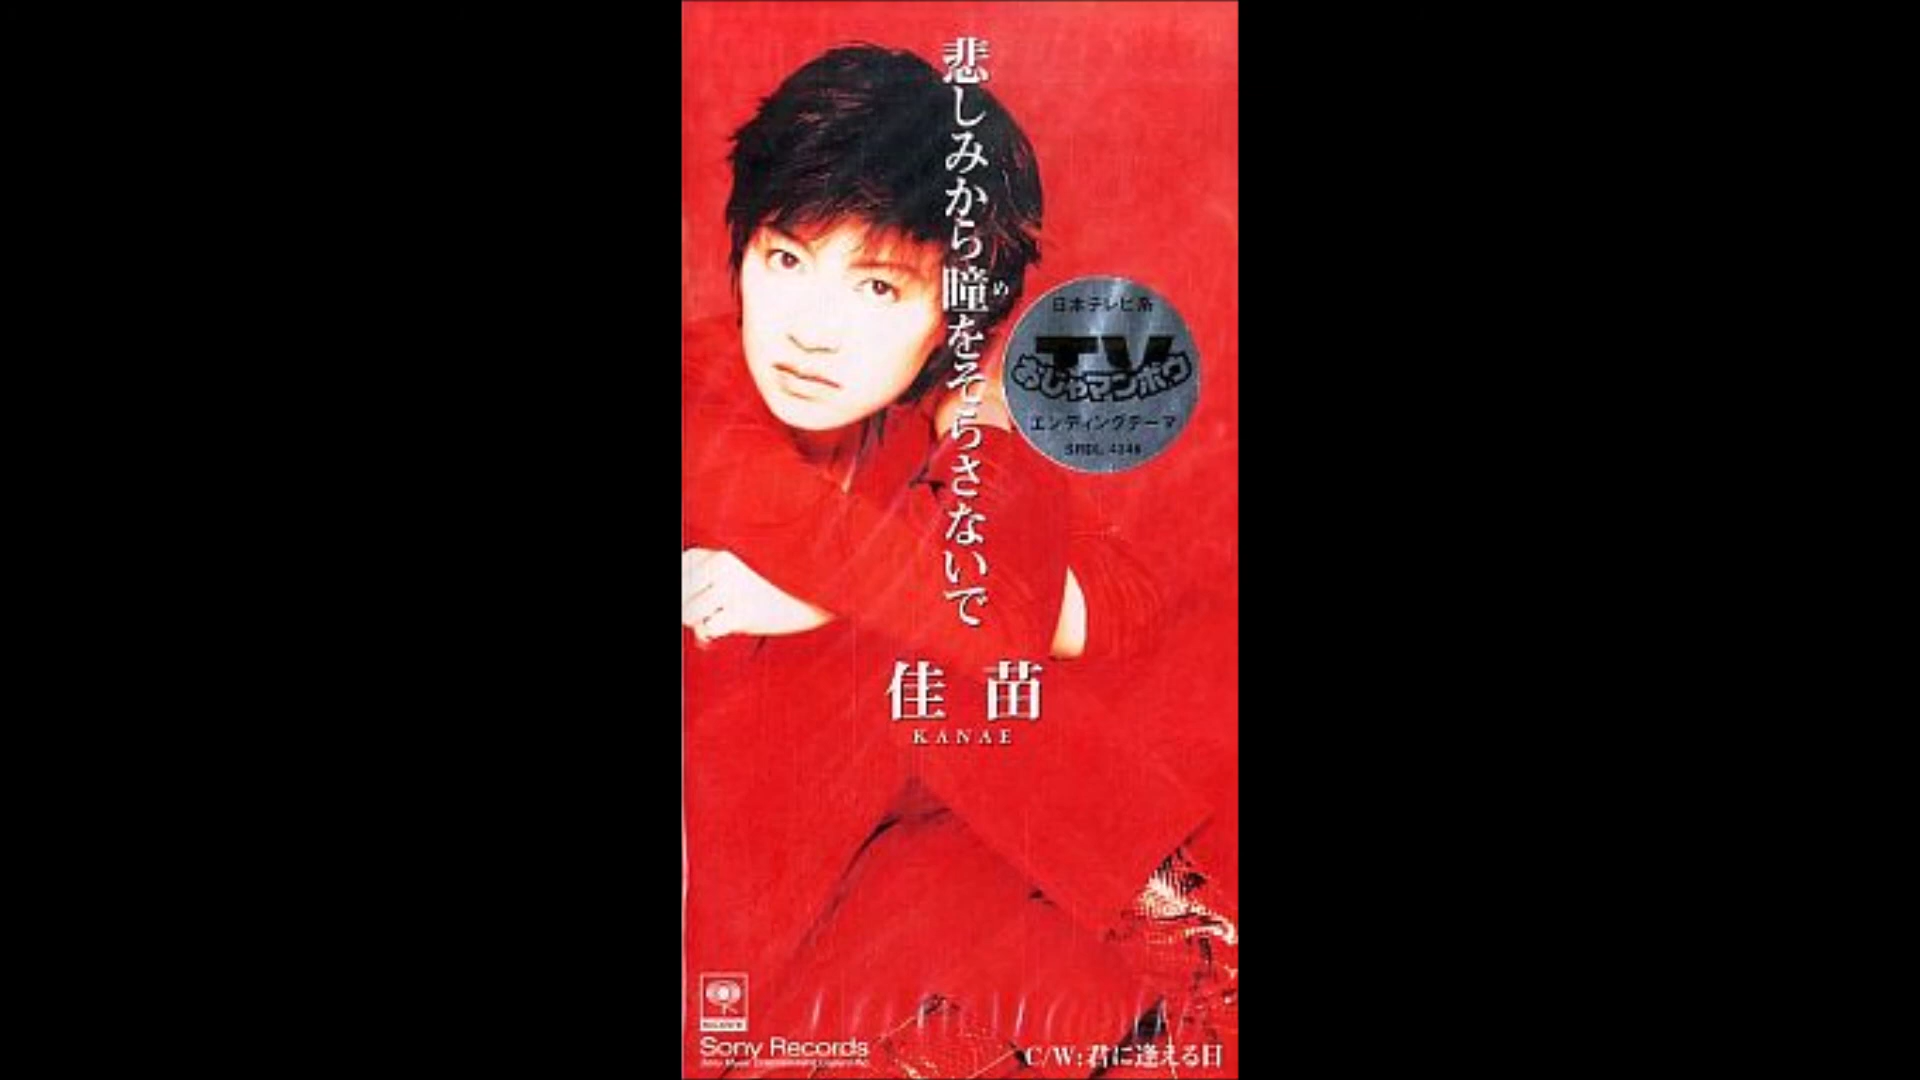 悲しみから瞳をそらさないで
め
日本テレビ系
TV
おじゃマンボウ
エンディングテーマ
佳苗
KANAE
Sony Records
C/W:君に逢える日